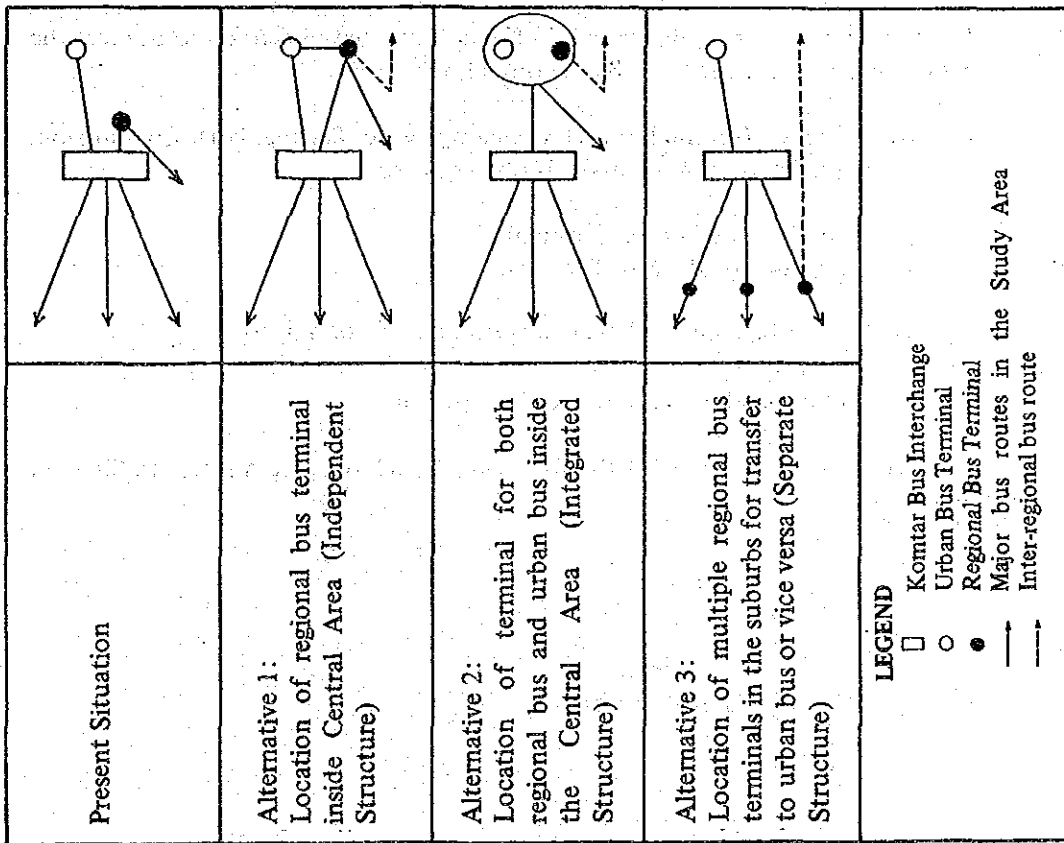 Present Situation
Alternative 1:
Location of regional bus terminal
inside Central Area (Independent
Structure)
Alternative 2:
Location of terminal for both
regional bus and urban bus inside
the Central Area (Integrated
Structure)
Alternative 3:
Location of multiple regional bus
terminals in the suburbs for transfer
to urban bus or vice versa (Separate
Structure)
LEGEND
Komtar Bus Interchange
Urban Bus Terminal
Regional Bus Terminal
Major bus routes in the Study Area
Inter-regional bus route